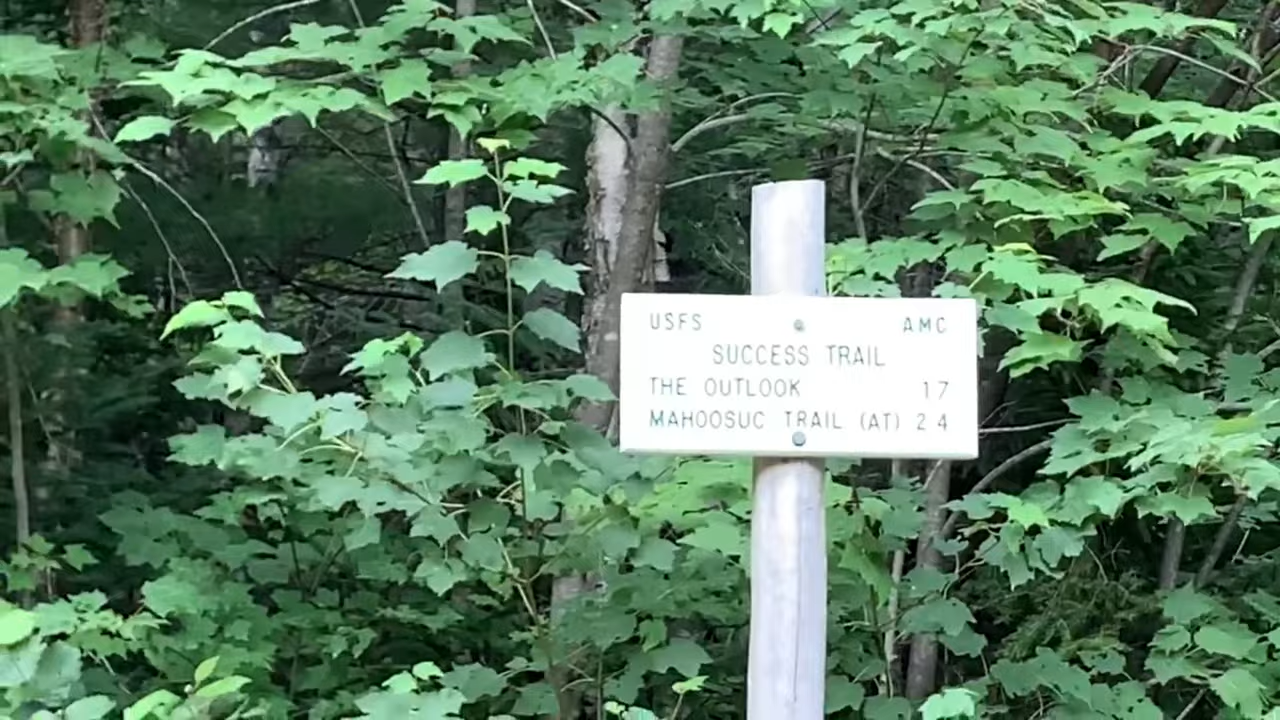 USFS AMC
SUCCESS TRAIL
THE OUTLOOK 1 7
MAHOOSUC TRAIL (AT) 2 4